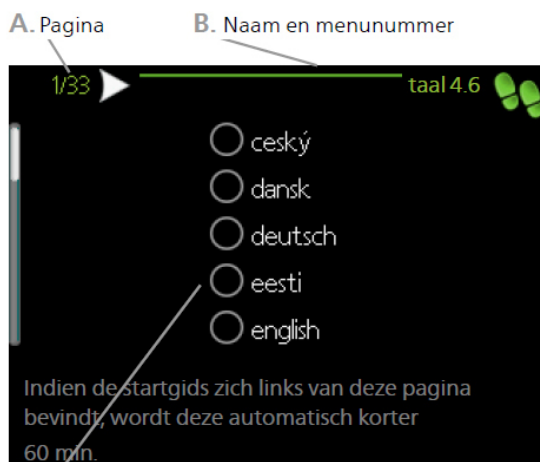 A. Pagina
B. Naam en menunummer
1/33
taal 4.6
ceský
dansk
deutsch
eesti
english
Indien de startgids zich links van deze pagina
bevindt, wordt deze automatisch korter
60 min.